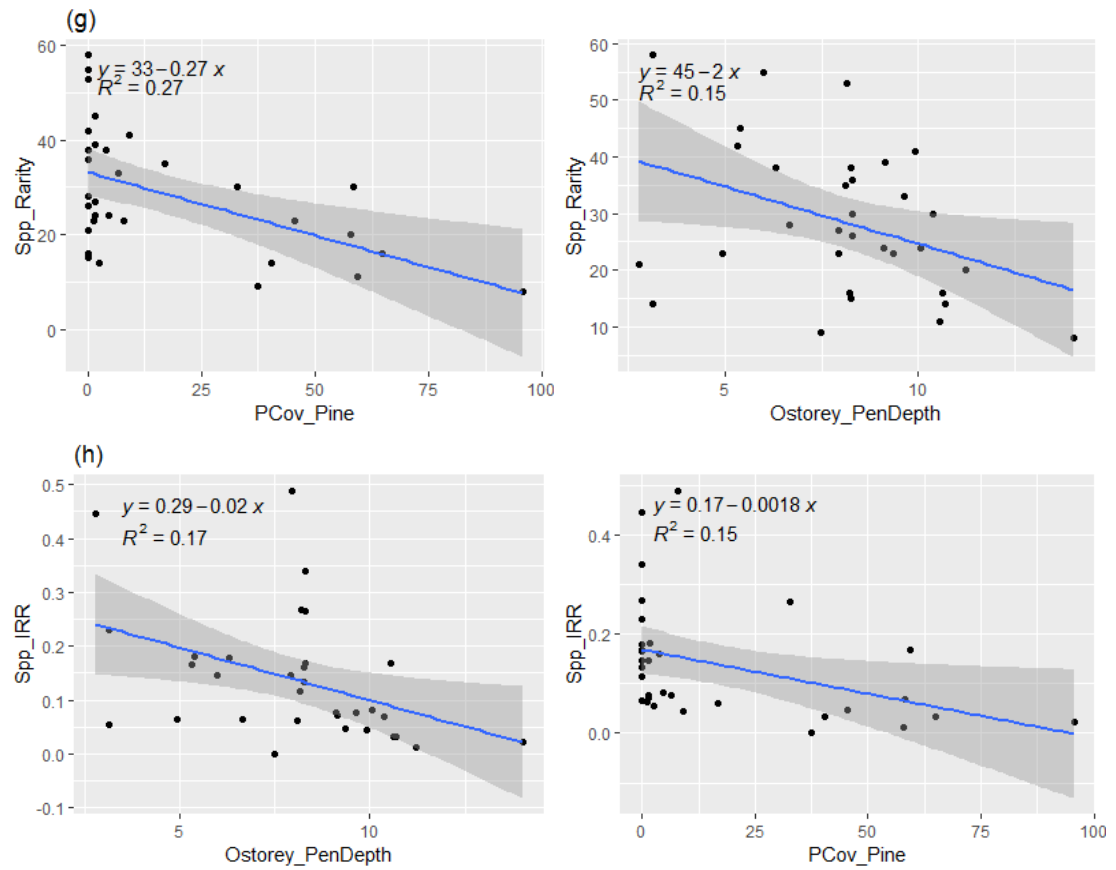 (g)
y = 33 − 0.27 x
R² = 0.27
60
40
20
0
Spp_Rarity
0 25 50 75 100
PCov_Pine
y = 45 − 2 x
R² = 0.15
60
50
40
30
20
10
Spp_Rarity
5 10
Ostorey_PenDepth
(h)
y = 0.29 − 0.02 x
R² = 0.17
0.5
0.4
0.3
0.2
0.1
0.0
-0.1
Spp_IRR
5 10
Ostorey_PenDepth
y = 0.17 − 0.0018 x
R² = 0.15
0.4
0.2
0.0
Spp_IRR
0 25 50 75 100
PCov_Pine